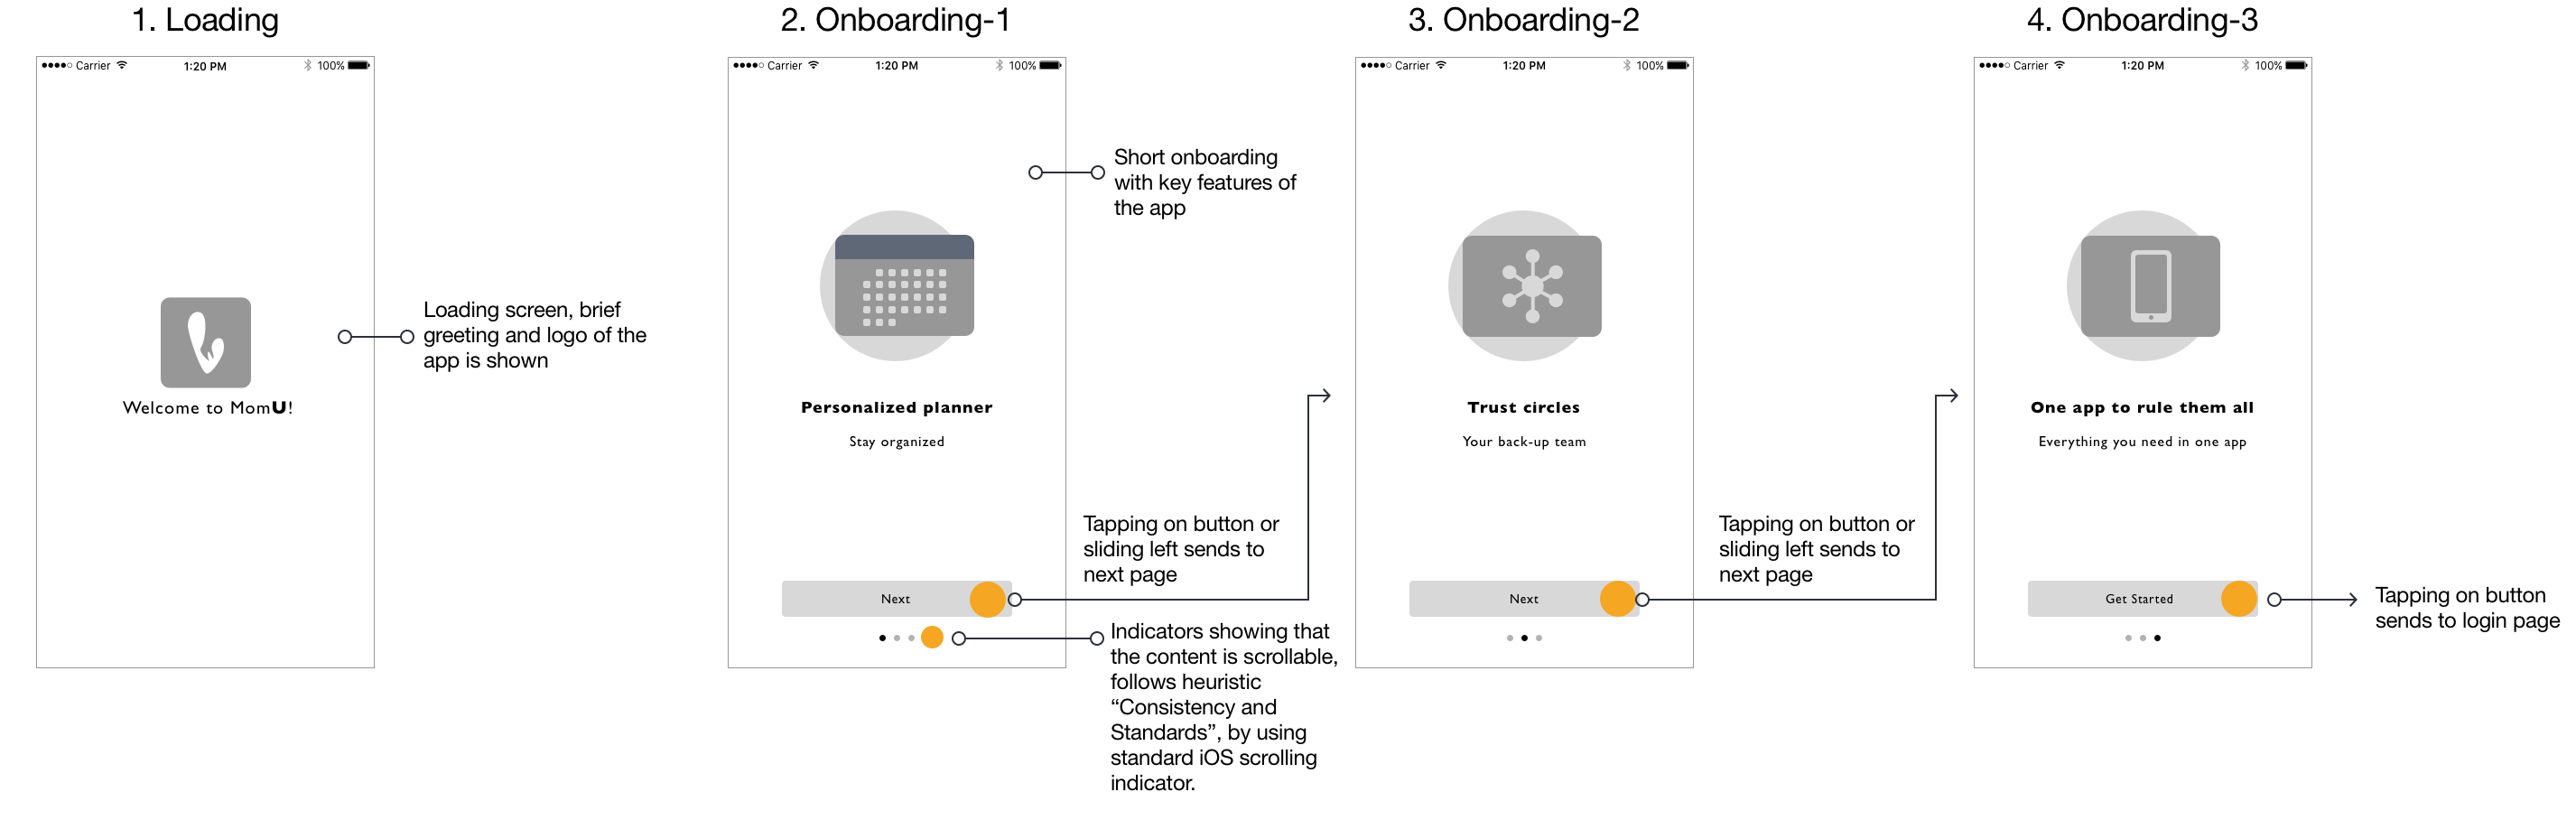 1. Loading
Carrier 1:20 PM 100%
Welcome to MomU!
Loading screen, brief
greeting and logo of the
app is shown
2. Onboarding-1
Carrier 1:20 PM 100%
Short onboarding
with key features of
the app
Personalized planner
Stay organized
Tapping on button or
sliding left sends to
next page
Next
Indicators showing that
the content is scrollable,
follows heuristic
“Consistency and
Standards”, by using
standard iOS scrolling
indicator.
3. Onboarding-2
Carrier 1:20 PM 100%
Trust circles
Your back-up team
Tapping on button or
sliding left sends to
next page
Next
4. Onboarding-3
Carrier 1:20 PM 100%
One app to rule them all
Everything you need in one app
Get Started
Tapping on button
sends to login page